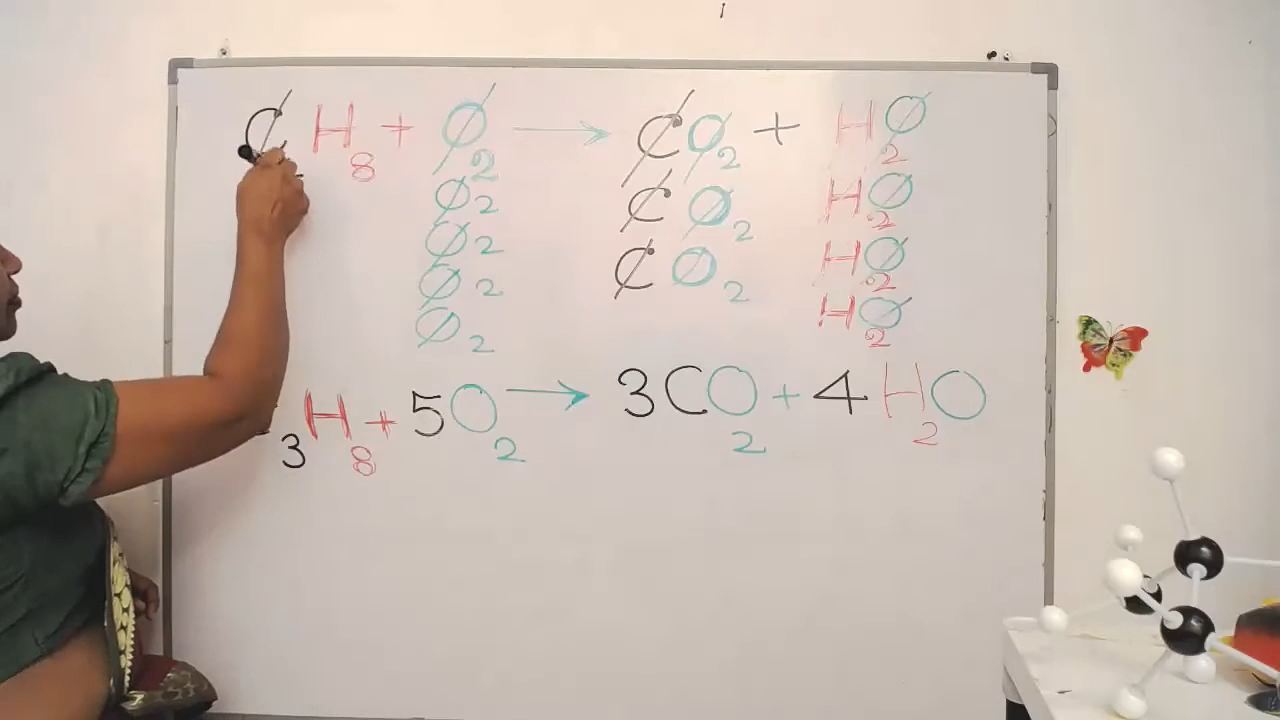 C H8 + O2 → CO2 + H2O
O2 CO2 H2O
O2 CO2 H2O
O2 H2O
O2
3H8 + 5O2 → 3CO2 + 4H2O